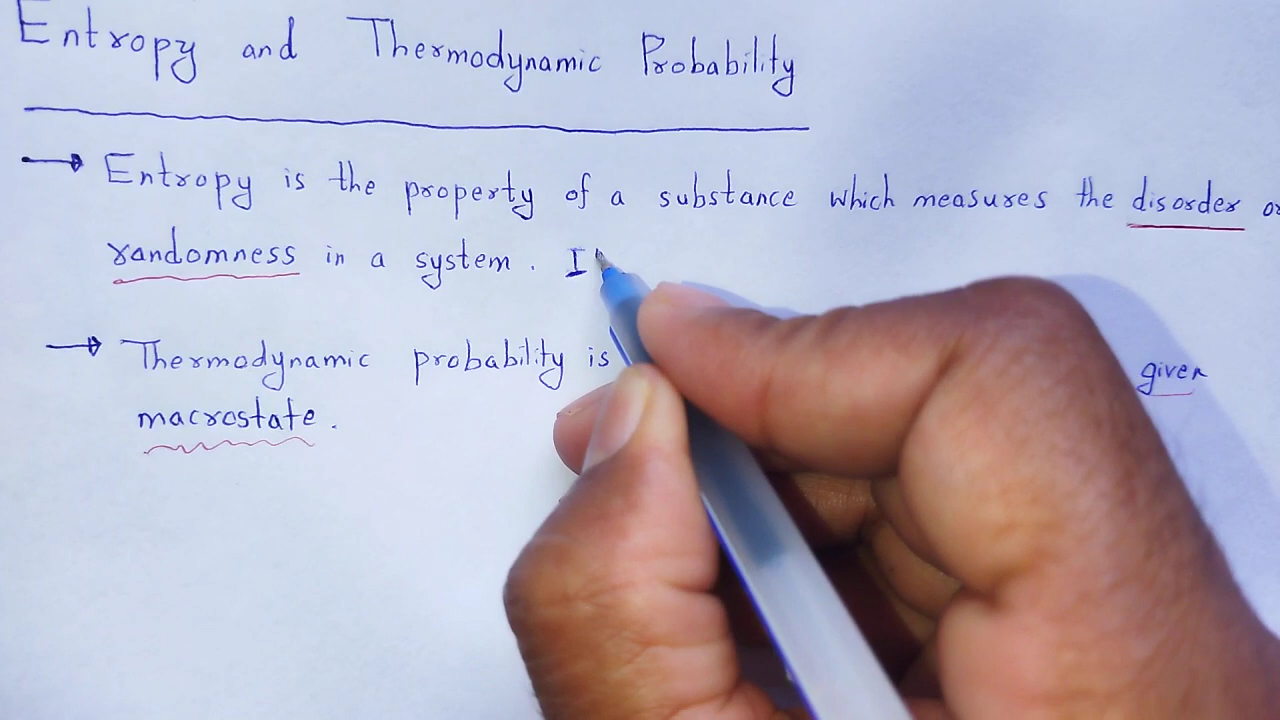 Entropy and Thermodynamic Probability
Entropy is the property of a substance which measures the disorder or
randomness in a system. I
Thermodynamic probability is given
macrostate.